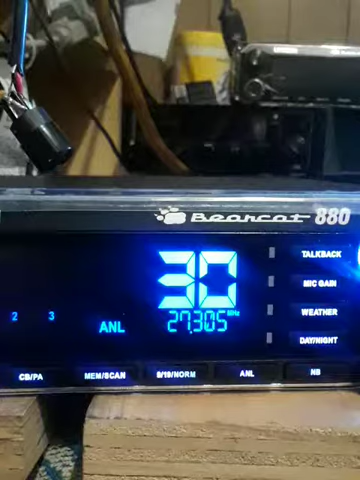 Bearcat 880
30
TALKBACK
MIC GAIN
2 3
ANL
27.305 MHz
WEATHER
DAY/NIGHT
CB/PA MEM/SCAN 9/19/NORM ANL NB